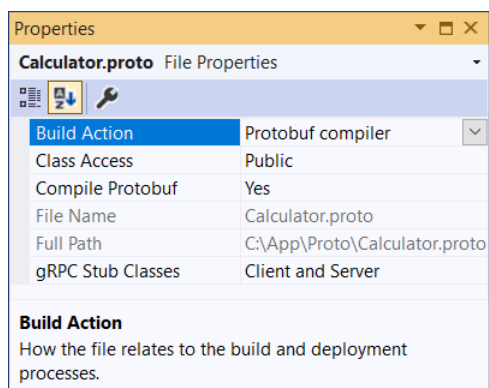 Properties
Calculator.proto File Properties
Build Action Protobuf compiler
Class Access Public
Compile Protobuf Yes
File Name Calculator.proto
Full Path C:\App\Proto\Calculator.proto
gRPC Stub Classes Client and Server
Build Action
How the file relates to the build and deployment
processes.